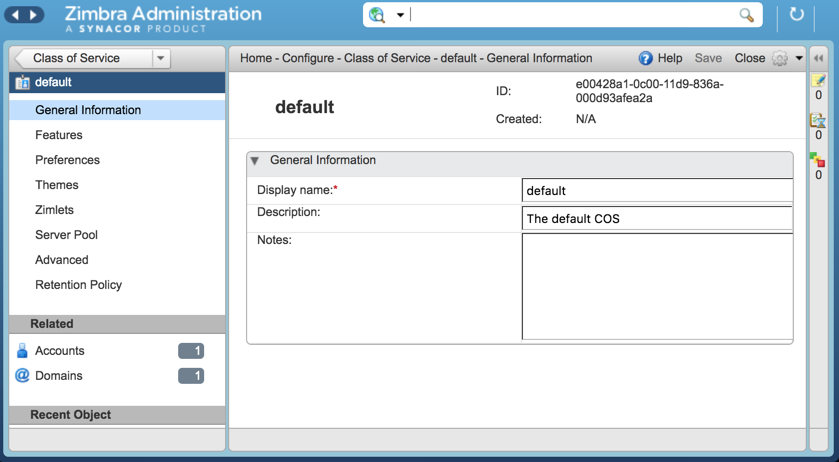 Zimbra Administration
A SYNACOR PRODUCT
Class of Service
default
General Information
Features
Preferences
Themes
Zimlets
Server Pool
Advanced
Retention Policy
Related
Accounts 1
Domains 1
Recent Object
Home - Configure - Class of Service - default - General Information
Help Save Close
default
ID: e00428a1-0c00-11d9-836a-
000d93afea2a
Created: N/A
General Information
Display name:* default
Description: The default COS
Notes:
0
0
0